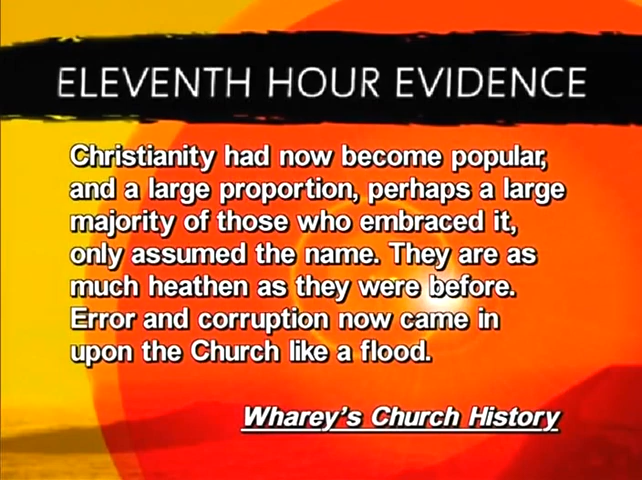 ELEVENTH HOUR EVIDENCE
Christianity had now become popular,
and a large proportion, perhaps a large
majority of those who embraced it,
only assumed the name. They are as
much heathen as they were before.
Error and corruption now came in
upon the Church like a flood.
Wharey's Church History